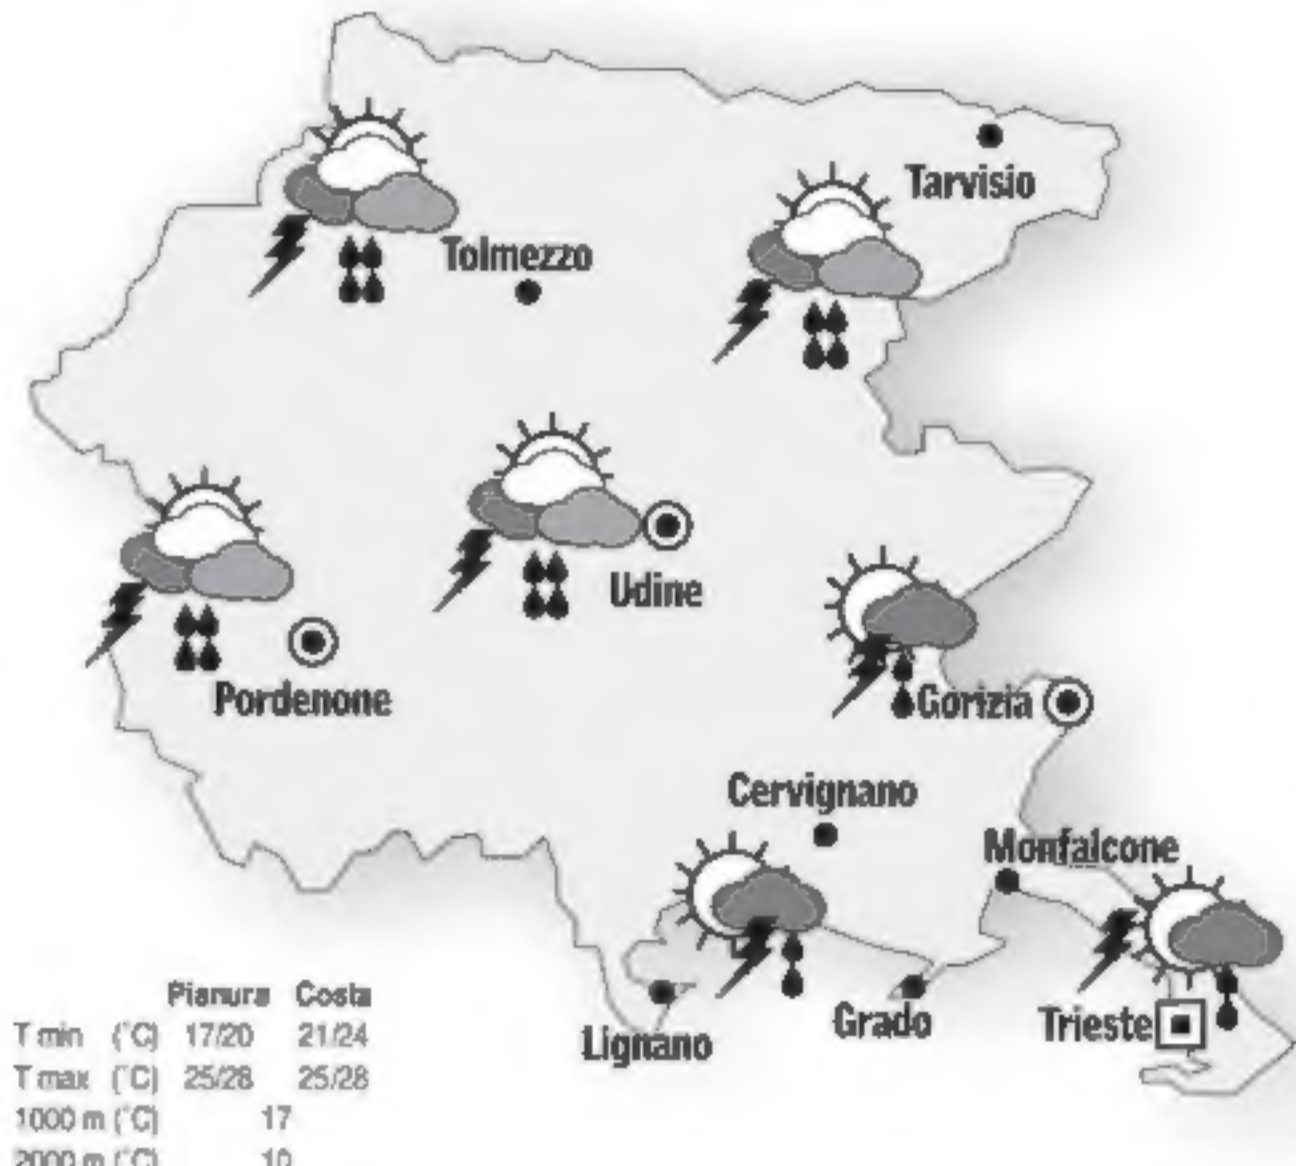 Tarvisio
Tolmezzo
Udine
Pordenone
Gorizia
Cervignano
Monfalcone
Trieste
Grado
Lignano
Pianura Costa
T min (°C) 17/20 21/24
T max (°C) 25/28 25/28
1000 m (°C) 17
2000 m (°C) 10